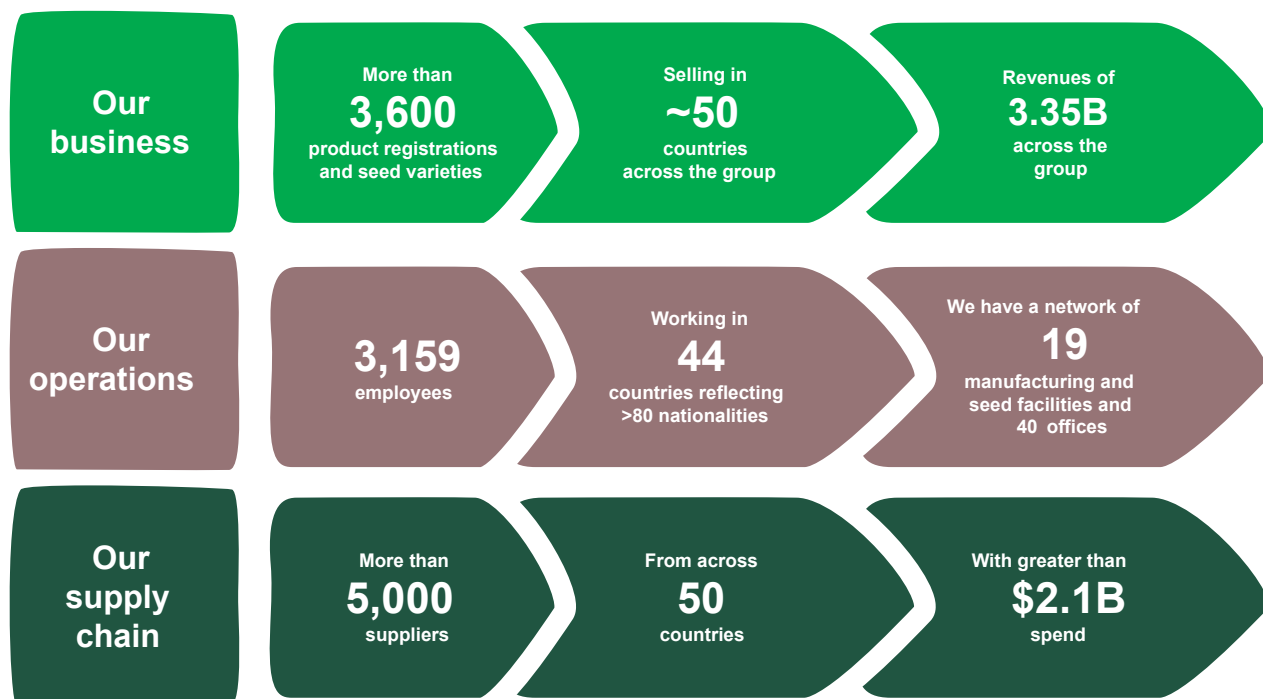 Our
business
More than
3,600
product registrations
and seed varieties
Selling in
~50
countries
across the group
Revenues of
3.35B
across the
group
Our
operations
3,159
employees
Working in
44
countries reflecting
>80 nationalities
We have a network of
19
manufacturing and
seed facilities and
40 offices
Our
supply
chain
More than
5,000
suppliers
From across
50
countries
With greater than
$2.1B
spend